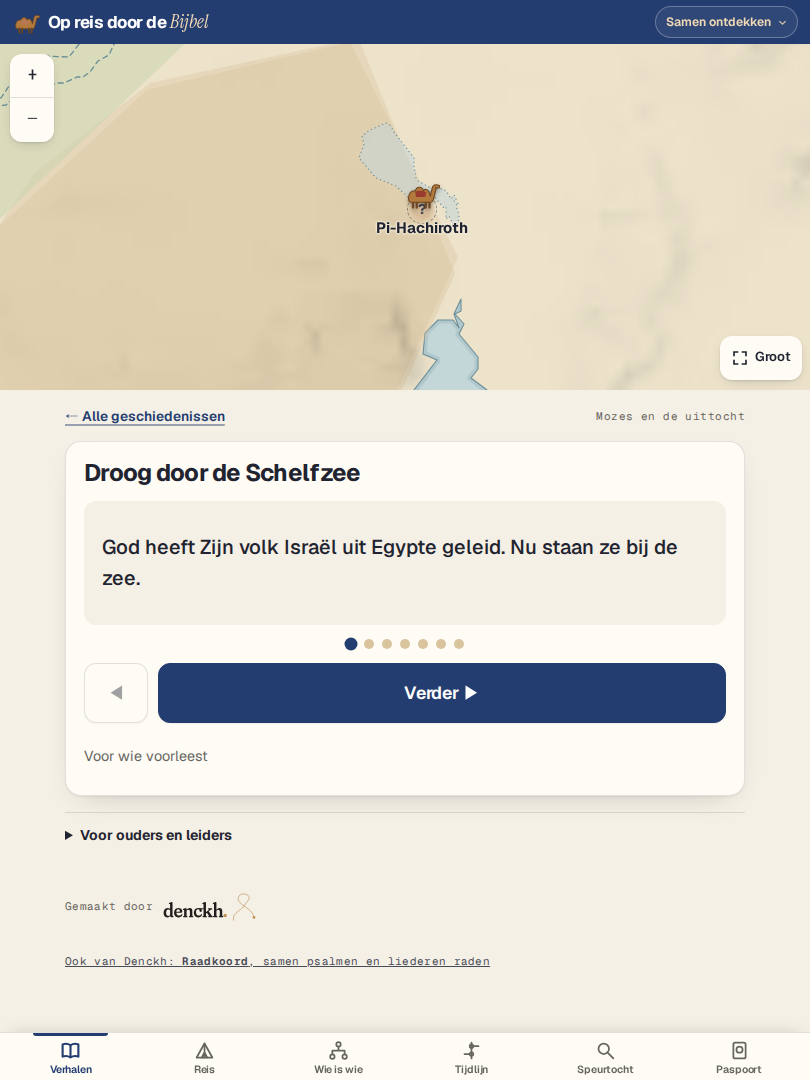 Op reis door de Bijbel
Samen ontdekken
+
−
?
Pi-Hachiroth
Groot
← Alle geschiedenissen
Mozes en de uittocht
Droog door de Schelfzee
God heeft Zijn volk Israël uit Egypte geleid. Nu staan ze bij de
zee.
Verder ▶
Voor wie voorleest
▶ Voor ouders en leiders
Gemaakt door denckh.
Ook van Denckh: Raadkoord, samen psalmen en liederen raden
Verhalen
Reis
Wie is wie
Tijdlijn
Speurtocht
Paspoort